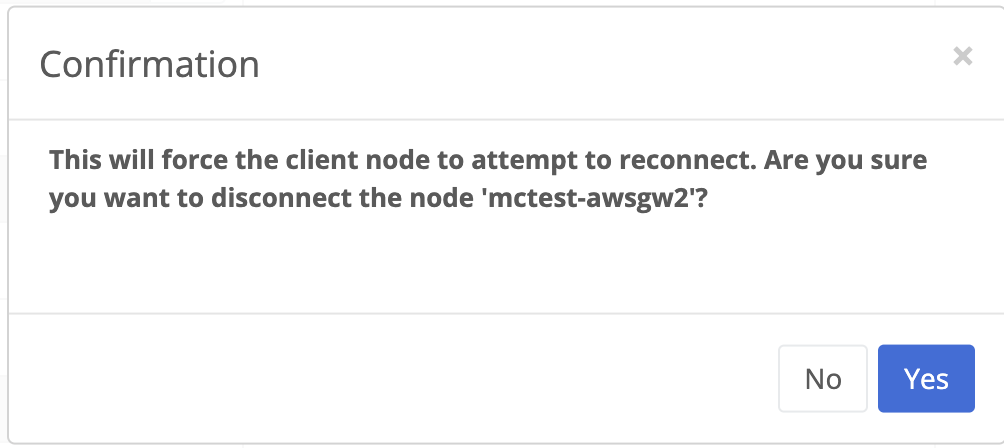 Confirmation
×
This will force the client node to attempt to reconnect. Are you sure
you want to disconnect the node 'mctest-awsgw2'?
No
Yes